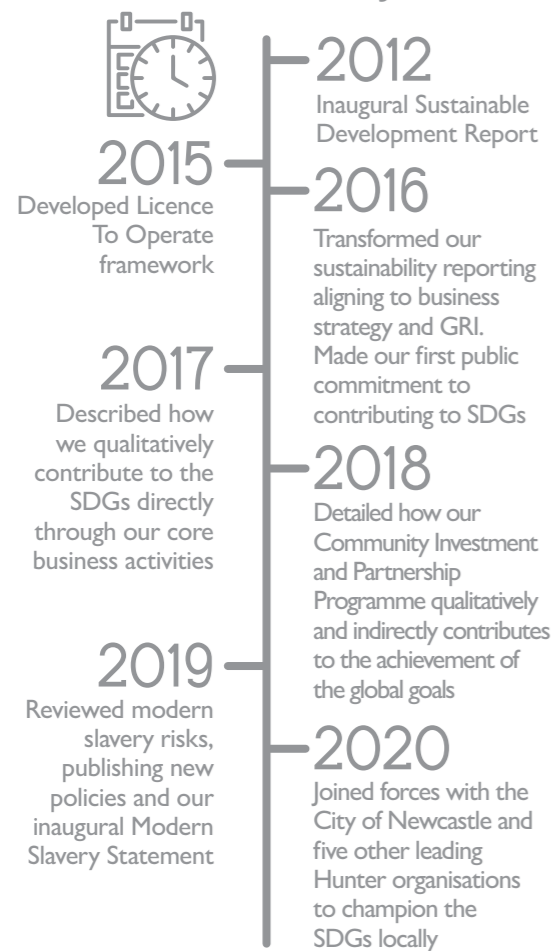 2012
Inaugural Sustainable
Development Report
2015
Developed Licence
To Operate
framework
2016
Transformed our
sustainability reporting
aligning to business
strategy and GRI.
Made our first public
commitment to
contributing to SDGs
2017
Described how
we qualitatively
contribute to the
SDGs directly
through our core
business activities
2018
Detailed how our
Community Investment
and Partnership
Programme qualitatively
and indirectly contributes
to the achievement of
the global goals
2019
Reviewed modern
slavery risks,
publishing new
policies and our
inaugural Modern
Slavery Statement
2020
Joined forces with the
City of Newcastle and
five other leading
Hunter organisations
to champion the
SDGs locally